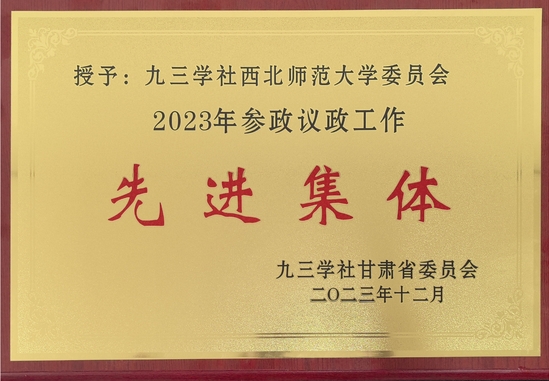 授予：九三学社西北师范大学委员会
2023年参政议政工作
先进集体
九三学社甘肃省委员会
二〇二三年十二月